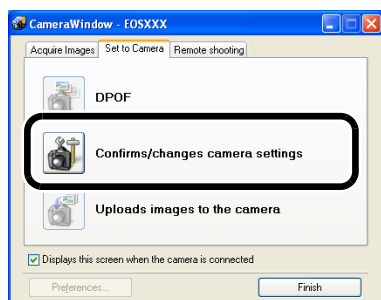 CameraWindow - EOSXXX
Acquire Images Set to Camera Remote shooting
DPOF
Confirms/changes camera settings
Uploads images to the camera
Displays this screen when the camera is connected
Preferences... Finish